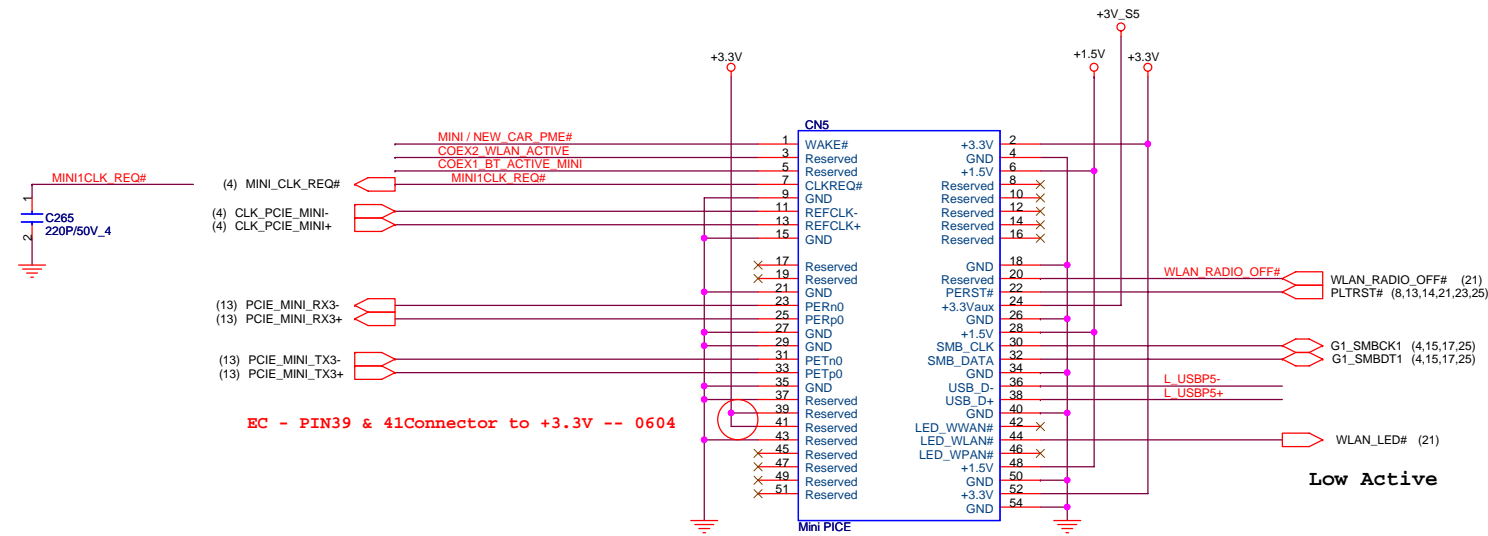 +3V_S5
+3.3V
+1.5V
+3.3V
CN5
MINI / NEW_CAR_PME#
1
WAKE#
+3.3V
2
COEX2_WLAN_ACTIVE
3
Reserved
GND
4
COEX1_BT_ACTIVE_MINI
5
Reserved
+1.5V
6
MINI1CLK_REQ#
(4) MINI_CLK_REQ#
MINI1CLK_REQ#
7
CLKREQ#
Reserved
8
9
GND
Reserved
10
(4) CLK_PCIE_MINI-
11
REFCLK-
Reserved
12
(4) CLK_PCIE_MINI+
13
REFCLK+
Reserved
14
15
GND
Reserved
16
1
C265
220P/50V_4
2
17
Reserved
GND
18
19
Reserved
Reserved
20
WLAN_RADIO_OFF#
WLAN_RADIO_OFF# (21)
21
GND
PERST#
22
PLTRST# (8,13,14,21,23,25)
(13) PCIE_MINI_RX3-
23
PERn0
+3.3Vaux
24
(13) PCIE_MINI_RX3+
25
PERp0
GND
26
27
GND
+1.5V
28
29
GND
SMB_CLK
30
G1_SMBCK1 (4,15,17,25)
(13) PCIE_MINI_TX3-
31
PETn0
SMB_DATA
32
G1_SMBDT1 (4,15,17,25)
(13) PCIE_MINI_TX3+
33
PETp0
GND
34
35
GND
USB_D-
36
L_USBP5-
37
Reserved
USB_D+
38
L_USBP5+
39
Reserved
GND
40
EC - PIN39 & 41Connector to +3.3V -- 0604
41
Reserved
LED_WWAN#
42
43
Reserved
LED_WLAN#
44
WLAN_LED# (21)
45
Reserved
LED_WPAN#
46
47
Reserved
+1.5V
48
49
Reserved
GND
50
Low Active
51
Reserved
+3.3V
52
GND
54
Mini PICE